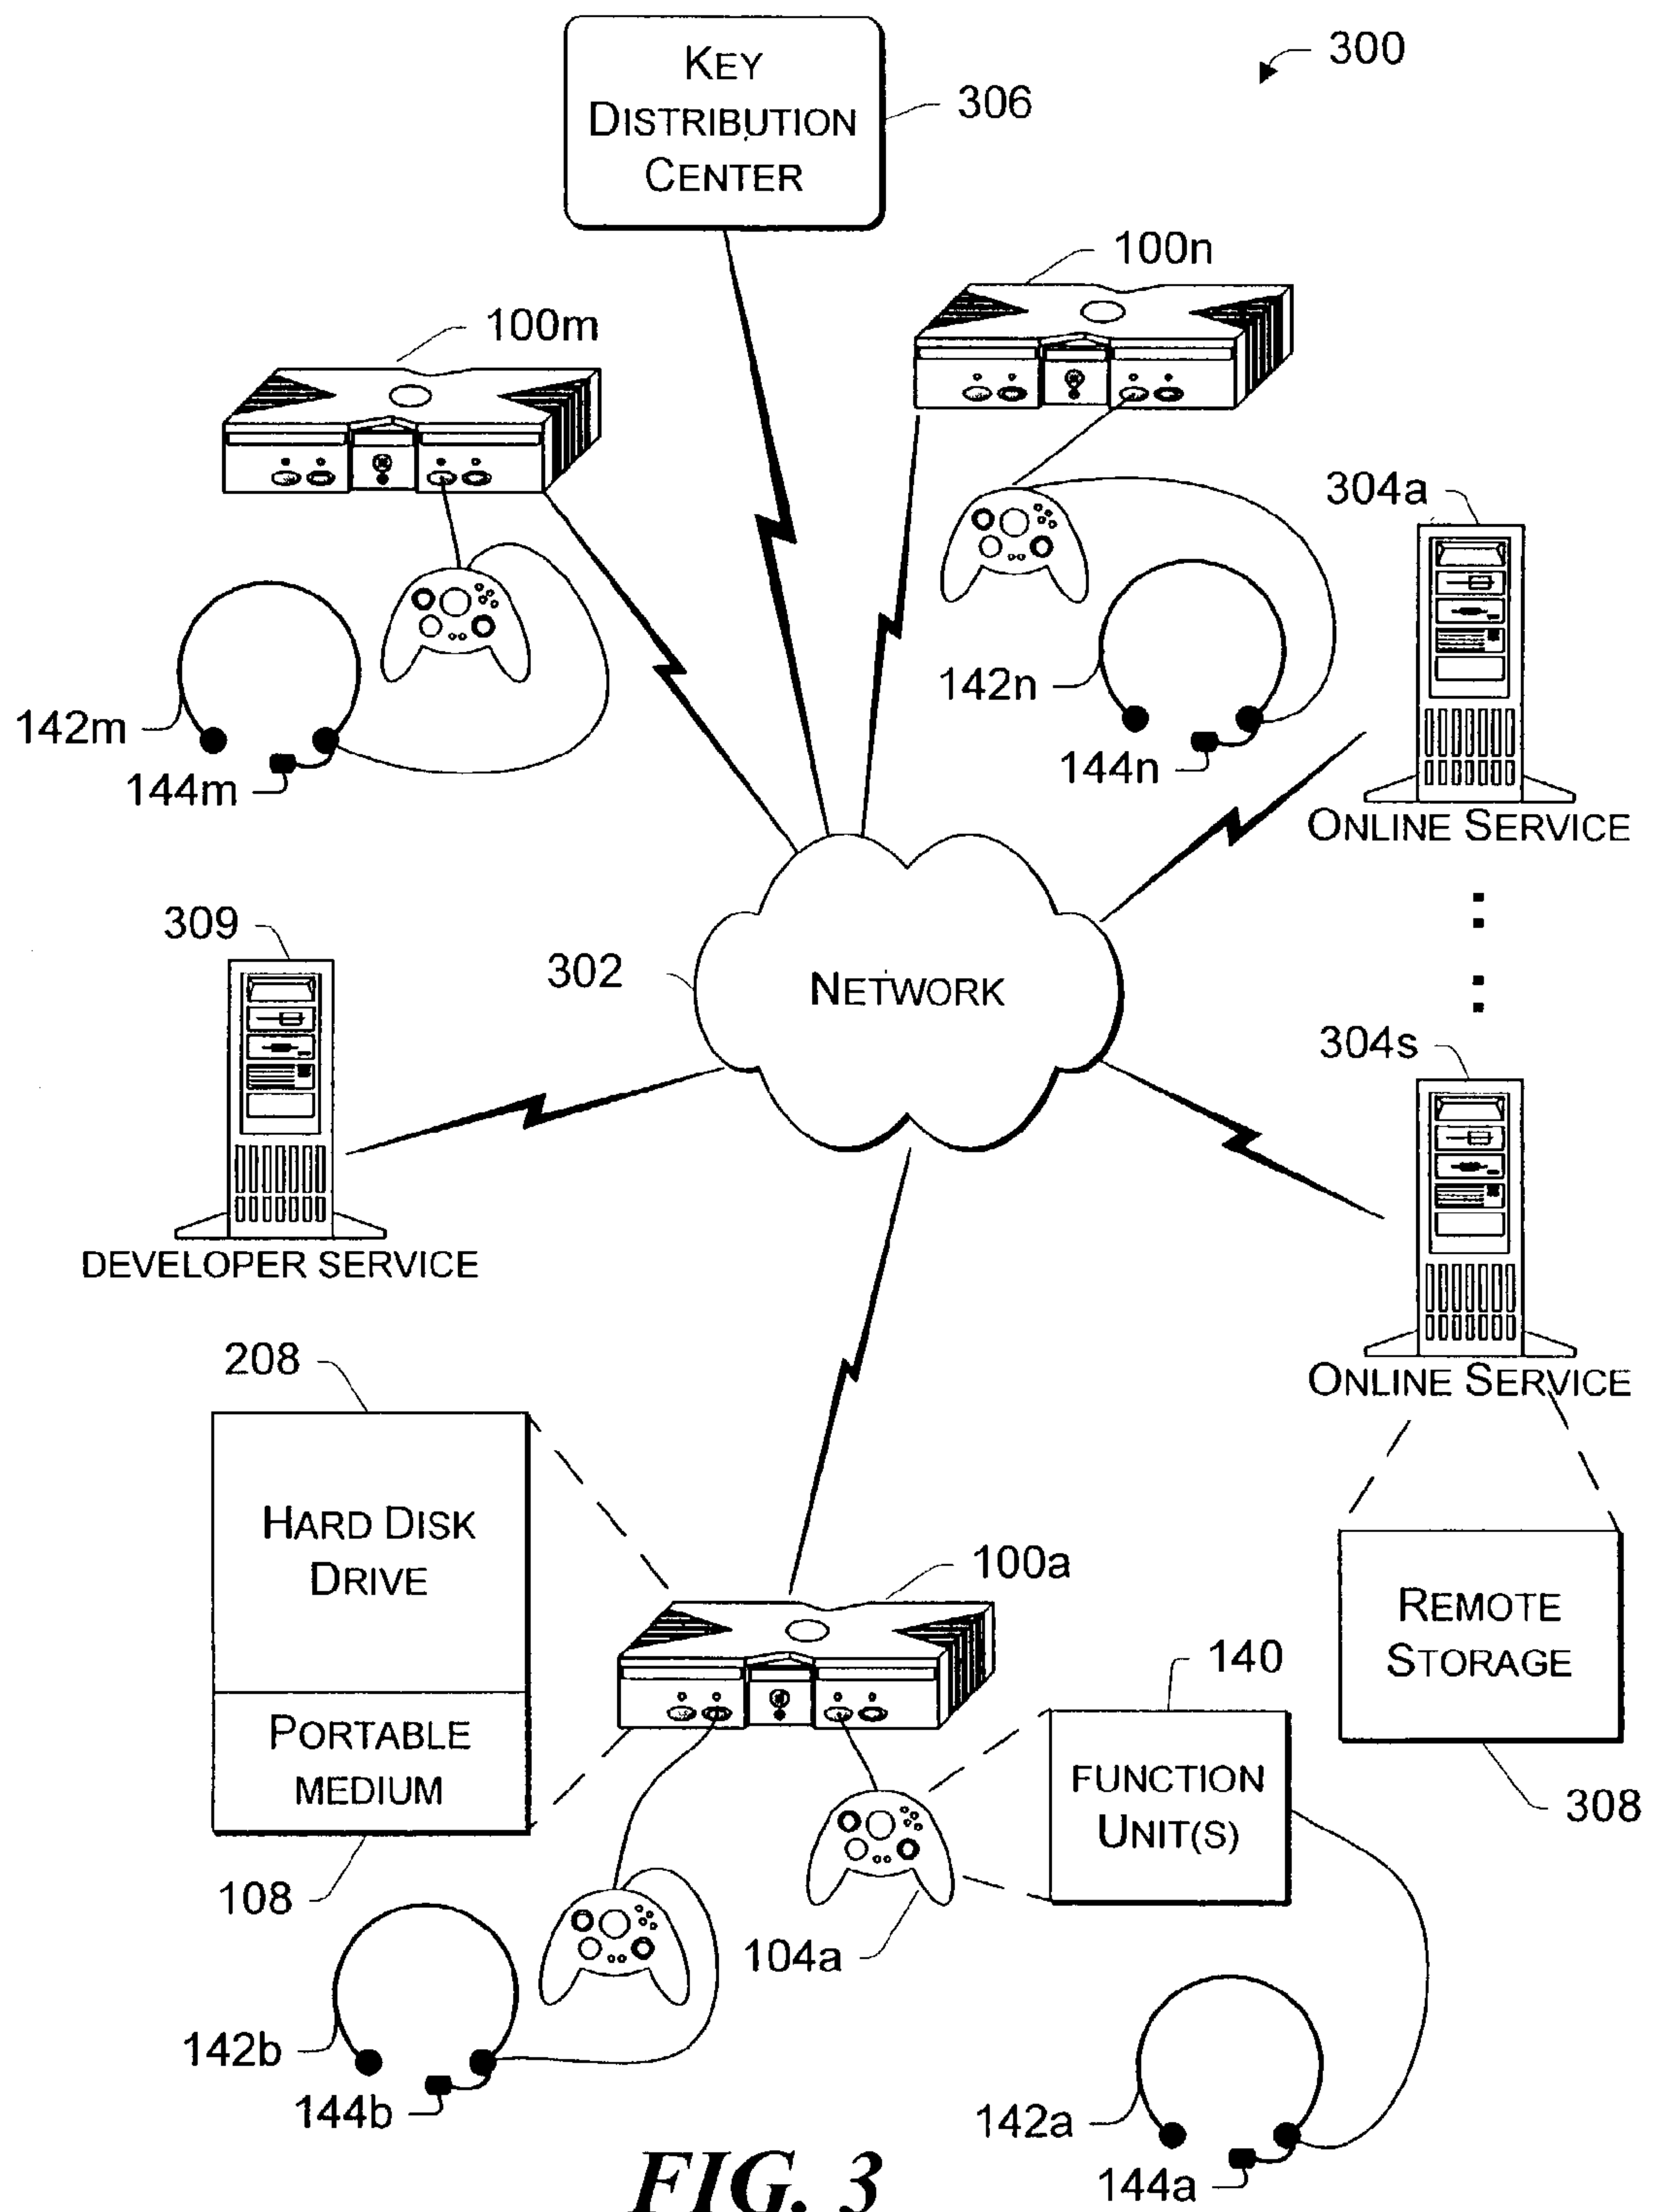 300
KEY
DISTRIBUTION
CENTER
306
100n
100m
304a
142n
142m
144n
144m
ONLINE SERVICE
309
302
NETWORK
304s
DEVELOPER SERVICE
208
ONLINE SERVICE
HARD DISK
DRIVE
100a
REMOTE
STORAGE
140
PORTABLE
MEDIUM
FUNCTION
UNIT(S)
308
108
104a
142b
144b
142a
144a
FIG. 3